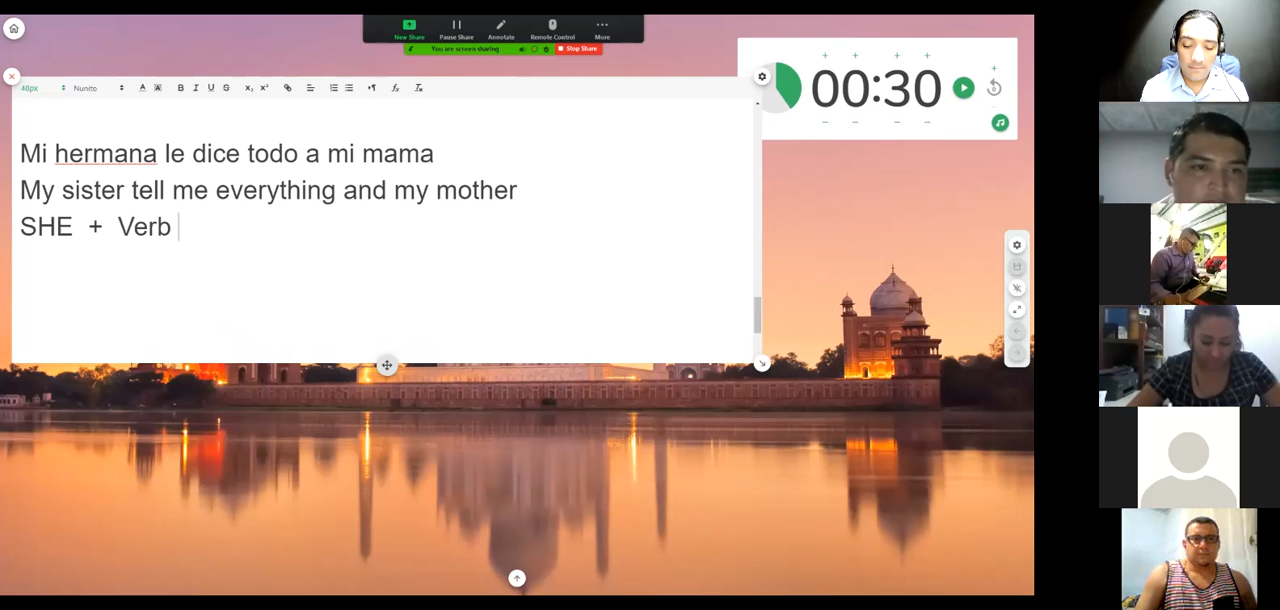 New Share
Pause Share
Annotate
Remote Control
More
You are screen sharing
Stop Share
00:30
46px
Nunito
Mi hermana le dice todo a mi mama
My sister tell me everything and my mother
SHE + Verb